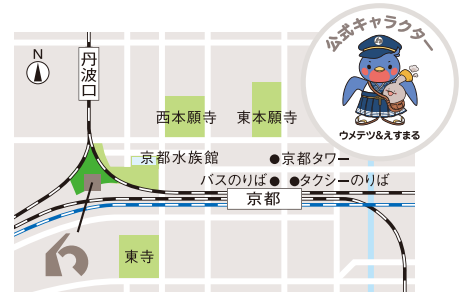 公式キャラクター
ウメテツ&えすまる
N
丹波口
西本願寺
東本願寺
京都水族館
●京都タワー
バスのりば●
●タクシーのりば
京都
東寺